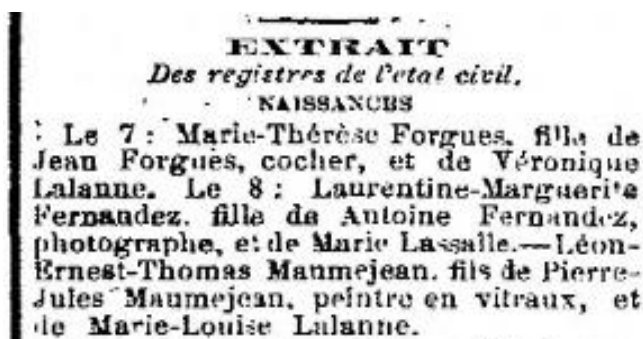 EXTRAIT
Des registres de l'etat civil.
NAISSANCES
Le 7 : Marie-Thérèse Forgues, fille de
Jean Forgues, cocher, et de Véronique
Lalanne. Le 8 : Laurentine-Marguerite
Fernandez, fille de Antoine Fernandez,
photographe, et de Marie Lassalle.—Léon-
Ernest-Thomas Maumejean, fils de Pierre-
Jules Maumejean, peintre en vitraux, et
de Marie-Louise Lalanne.